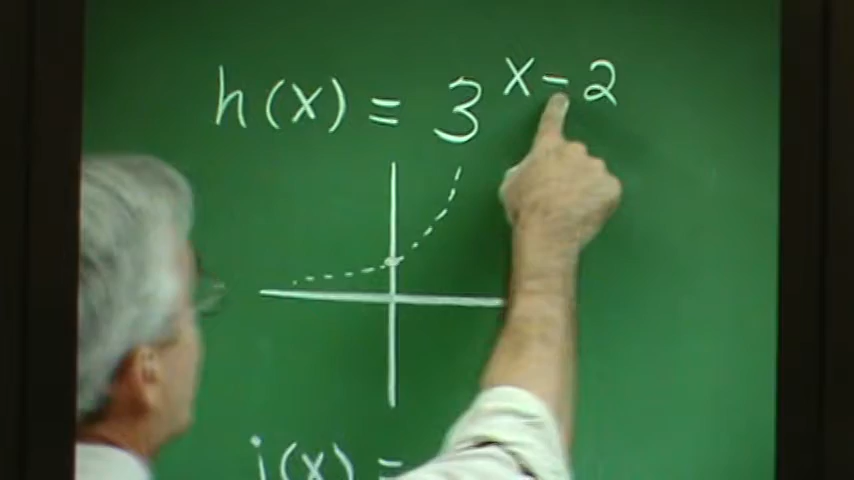 h(x) = 3^{x-2}
j(x) =